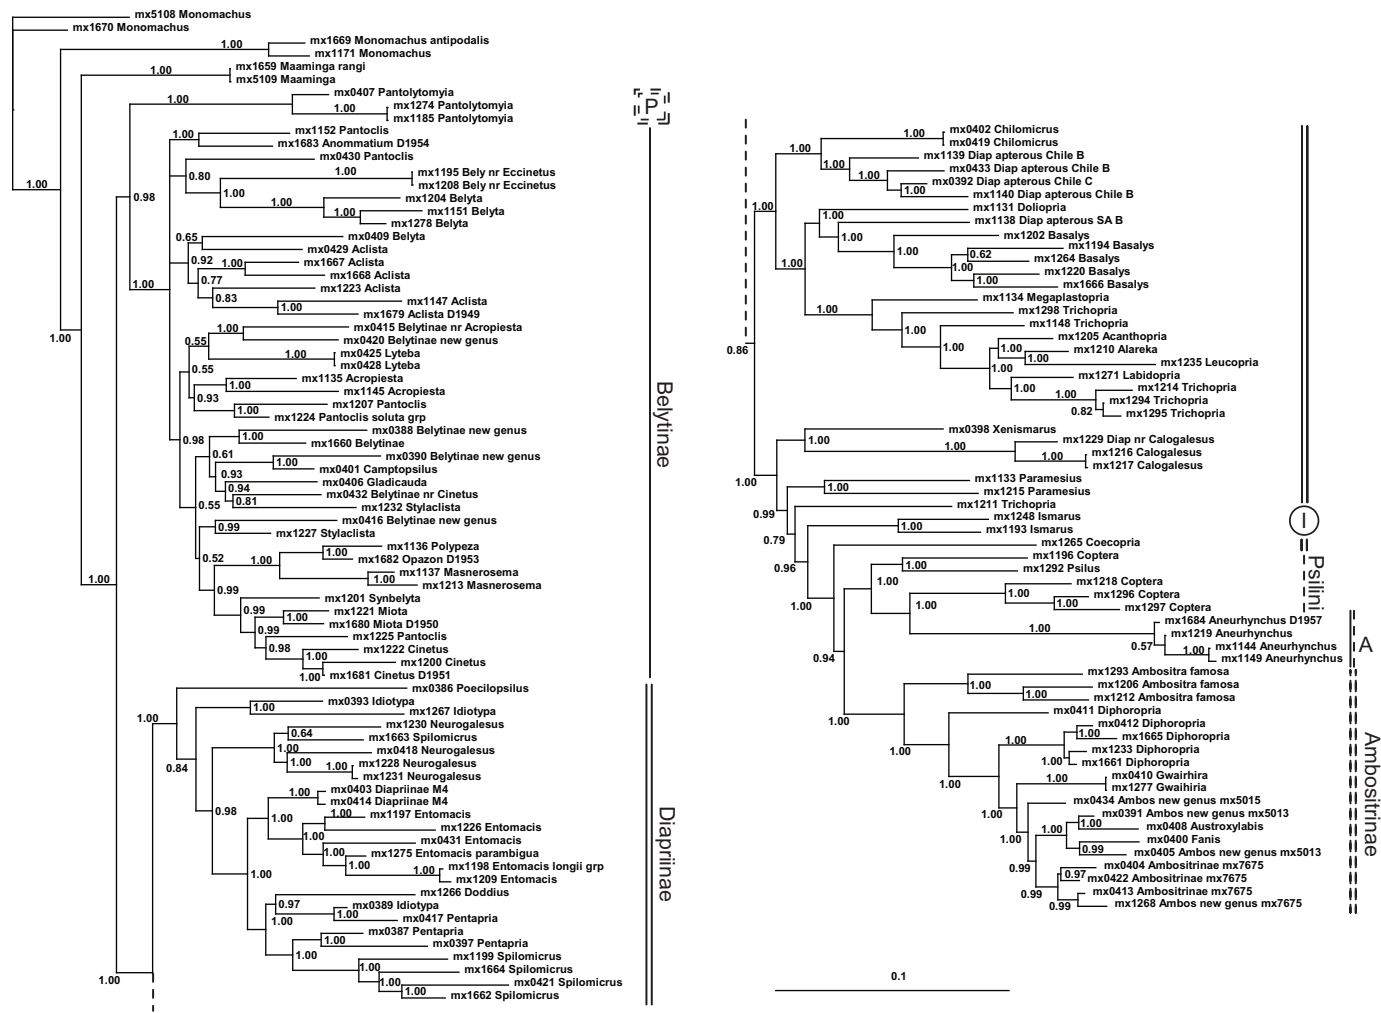 mx5108 Monomachus
mx1670 Monomachus
mx1669 Monomachus antipodalis
1.00
mx1171 Monomachus
mx1659 Maaminga rangi
1.00
mx5109 Maaminga
mx0407 Pantolytomyia
1.00
mx1274 Pantolytomyia
1.00
mx1185 Pantolytomyia
P
mx1152 Pantoclis
1.00
mx1683 Anommatium D1954
mx0430 Pantoclis
mx1195 Bely nr Eccinetus
0.80
1.00
1.00
mx1208 Bely nr Eccinetus
0.98
1.00
mx1204 Belyta
mx1151 Belyta
1.00
mx1278 Belyta
0.65
mx0409 Belyta
mx0429 Aclista
0.92
mx1667 Aclista
1.00
mx1668 Aclista
0.77
1.00
mx1223 Aclista
0.83
mx1147 Aclista
1.00
mx1679 Aclista D1949
mx0415 Belytinae nr Acropiesta
1.00
1.00
mx0420 Belytinae new genus
0.55
mx0425 Lyteba
1.00
mx0428 Lyteba
0.55
mx1135 Acropiesta
1.00
mx1145 Acropiesta
0.93
mx1207 Pantoclis
1.00
mx1224 Pantoclis soluta grp
mx0388 Belytinae new genus
0.98
1.00
mx1660 Belytinae
0.61
mx0390 Belytinae new genus
1.00
mx0401 Camptopsilus
0.93
mx0406 Gladicauda
0.94
mx0432 Belytinae nr Cinetus
0.81
0.55
mx1232 Stylaclista
mx0416 Belytinae new genus
0.99
mx1227 Stylaclista
mx1136 Polypeza
1.00
0.52
1.00
mx1682 Opazon D1953
mx1137 Masnerosema
1.00
1.00
mx1213 Masnerosema
0.99
mx1201 Synbelyta
0.99
mx1221 Miota
1.00
mx1680 Miota D1950
0.99
mx1225 Pantoclis
0.98
mx1222 Cinetus
1.00
mx1200 Cinetus
1.00
mx1681 Cinetus D1951
Belytinae
mx0386 Poecilopsilus
mx0393 Idiotypa
1.00
1.00
mx1267 Idiotypa
mx1230 Neurogalesus
0.64
mx1663 Spilomicrus
1.00
mx0418 Neurogalesus
0.84
1.00
1.00
mx1228 Neurogalesus
mx1231 Neurogalesus
mx0403 Diapriinae M4
1.00
mx0414 Diapriinae M4
0.98
mx1197 Entomacis
1.00
1.00
mx1226 Entomacis
1.00
mx0431 Entomacis
1.00
mx1275 Entomacis parambigua
1.00
mx1198 Entomacis longii grp
1.00
1.00
mx1209 Entomacis
mx1266 Doddius
0.97
mx0389 Idiotypa
1.00
1.00
mx0417 Pentapria
mx0387 Pentapria
1.00
mx0397 Pentapria
1.00
mx1199 Spilomicrus
1.00
mx1664 Spilomicrus
1.00
1.00
mx0421 Spilomicrus
1.00
mx1662 Spilomicrus
Diapriinae
mx0402 Chilomicrus
1.00
mx0419 Chilomicrus
1.00
mx1139 Diap apterous Chile B
1.00
mx0433 Diap apterous Chile B
1.00
mx0392 Diap apterous Chile C
1.00
mx1140 Diap apterous Chile B
1.00
mx1131 Doliopria
1.00
mx1138 Diap apterous SA B
1.00
mx1202 Basalys
mx1194 Basalys
1.00
0.62
mx1264 Basalys
1.00
1.00
mx1220 Basalys
1.00
mx1666 Basalys
mx1134 Megaplastopria
1.00
mx1298 Trichopria
1.00
mx1148 Trichopria
mx1205 Acanthopria
1.00
0.86
1.00
mx1210 Alareka
1.00
mx1235 Leucopria
1.00
mx1271 Labidopria
1.00
mx1214 Trichopria
1.00
mx1294 Trichopria
0.82
mx1295 Trichopria
mx0398 Xenismarus
1.00
mx1229 Diap nr Calogalesus
1.00
1.00
mx1216 Calogalesus
mx1217 Calogalesus
1.00
mx1133 Paramesius
1.00
mx1215 Paramesius
mx1211 Trichopria
0.99
mx1248 Ismarus
1.00
mx1193 Ismarus
0.79
mx1265 Coecopria
mx1196 Coptera
0.96
1.00
mx1292 Psilus
1.00
mx1218 Coptera
1.00
mx1296 Coptera
1.00
1.00
1.00
mx1297 Coptera
I
Psilini
mx1684 Aneurhynchus D1957
1.00
mx1219 Aneurhynchus
0.57
mx1144 Aneurhynchus
1.00
0.94
mx1149 Aneurhynchus
A
mx1293 Ambositra famosa
1.00
mx1206 Ambositra famosa
1.00
mx1212 Ambositra famosa
1.00
mx0411 Diphoropria
mx0412 Diphoropria
1.00
mx1665 Diphoropria
1.00
1.00
mx1233 Diphoropria
1.00
mx1661 Diphoropria
mx0410 Gwairhira
1.00
1.00
mx1277 Gwaihiria
mx0434 Ambos new genus mx5015
1.00
mx0391 Ambos new genus mx5013
1.00
1.00
mx0408 Austroxylabis
1.00
mx0400 Fanis
0.99
mx0405 Ambos new genus mx5013
0.99
mx0404 Ambositrinae mx7675
0.97
mx0422 Ambositrinae mx7675
0.99
mx0413 Ambositrinae mx7675
0.99
mx1268 Ambos new genus mx7675
Ambositrinae
0.1